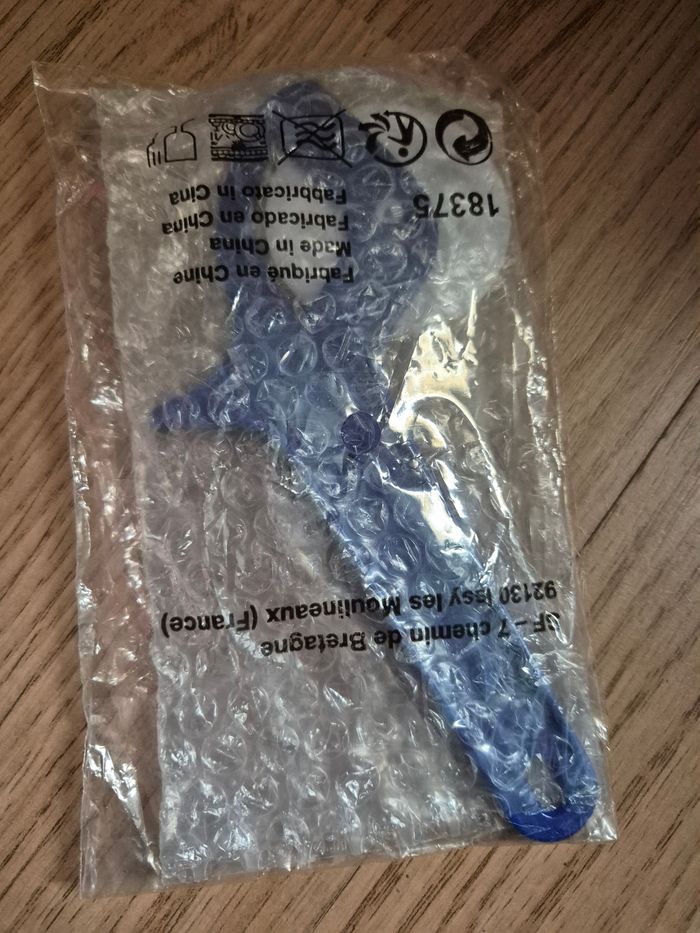 7 chemin de Bretagne
92130 Issy les Moulineaux (France)
Fabriqué en Chine
Made in China
Fabricado en China
18375
Fabbricato in Cina